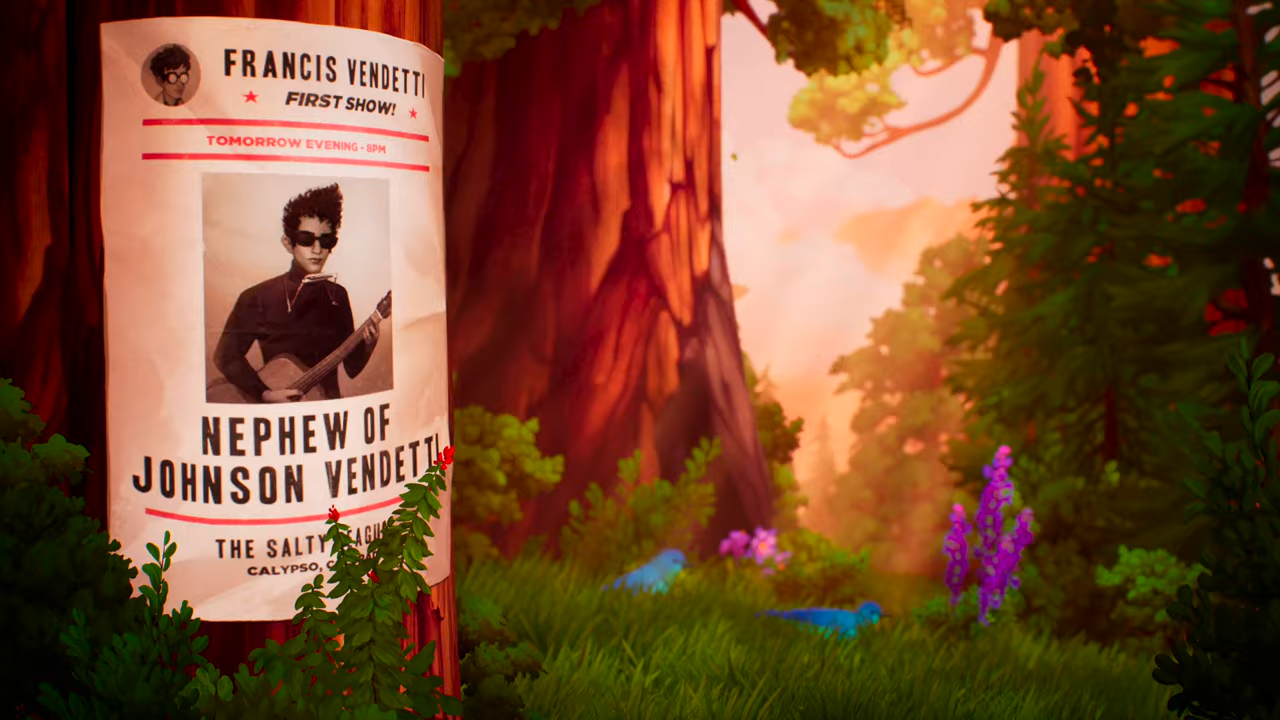 FRANCIS VENDETTI
FIRST SHOW!
TOMORROW EVENING - 8PM
NEPHEW OF
JOHNSON VENDETTI
THE SALTY
CALYPSO,